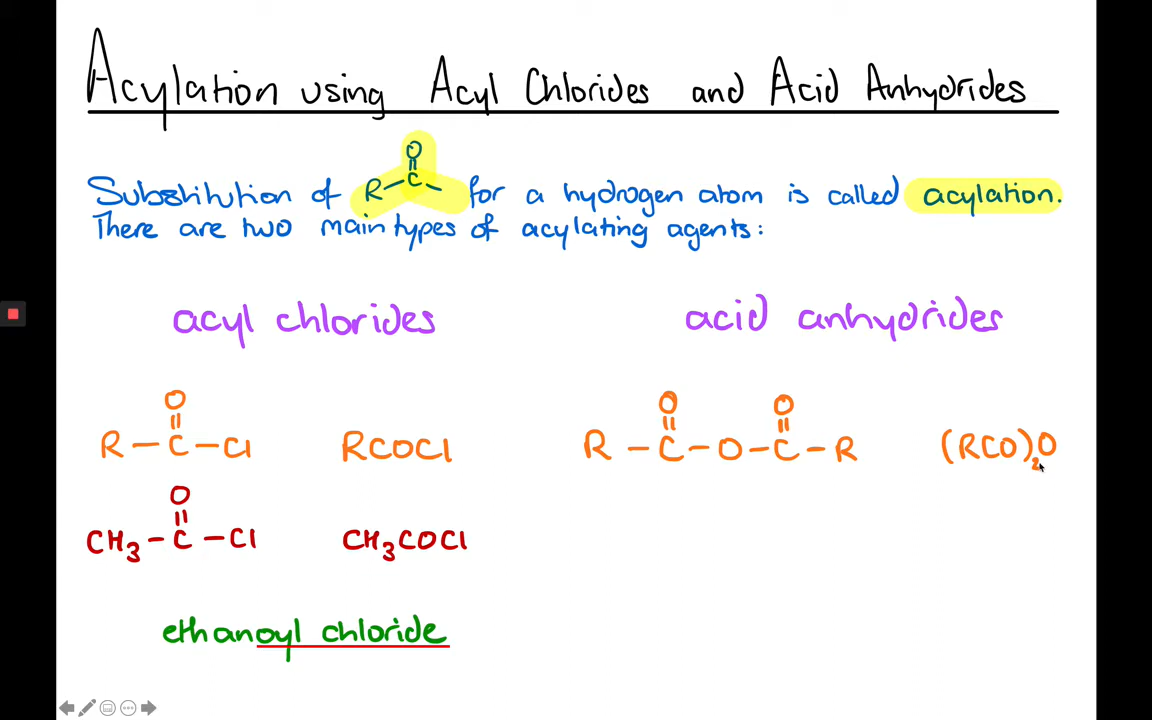 Acylation using Acyl Chlorides and Acid Anhydrides
Substitution of R-C(=O)- for a hydrogen atom is called acylation.
There are two main types of acylating agents:
acyl chlorides
acid anhydrides
O
||
R-C-Cl
RCOCl
O O
|| ||
R-C-O-C-R
(RCO)₂O
O
||
CH₃-C-Cl
CH₃COCl
ethanoyl chloride